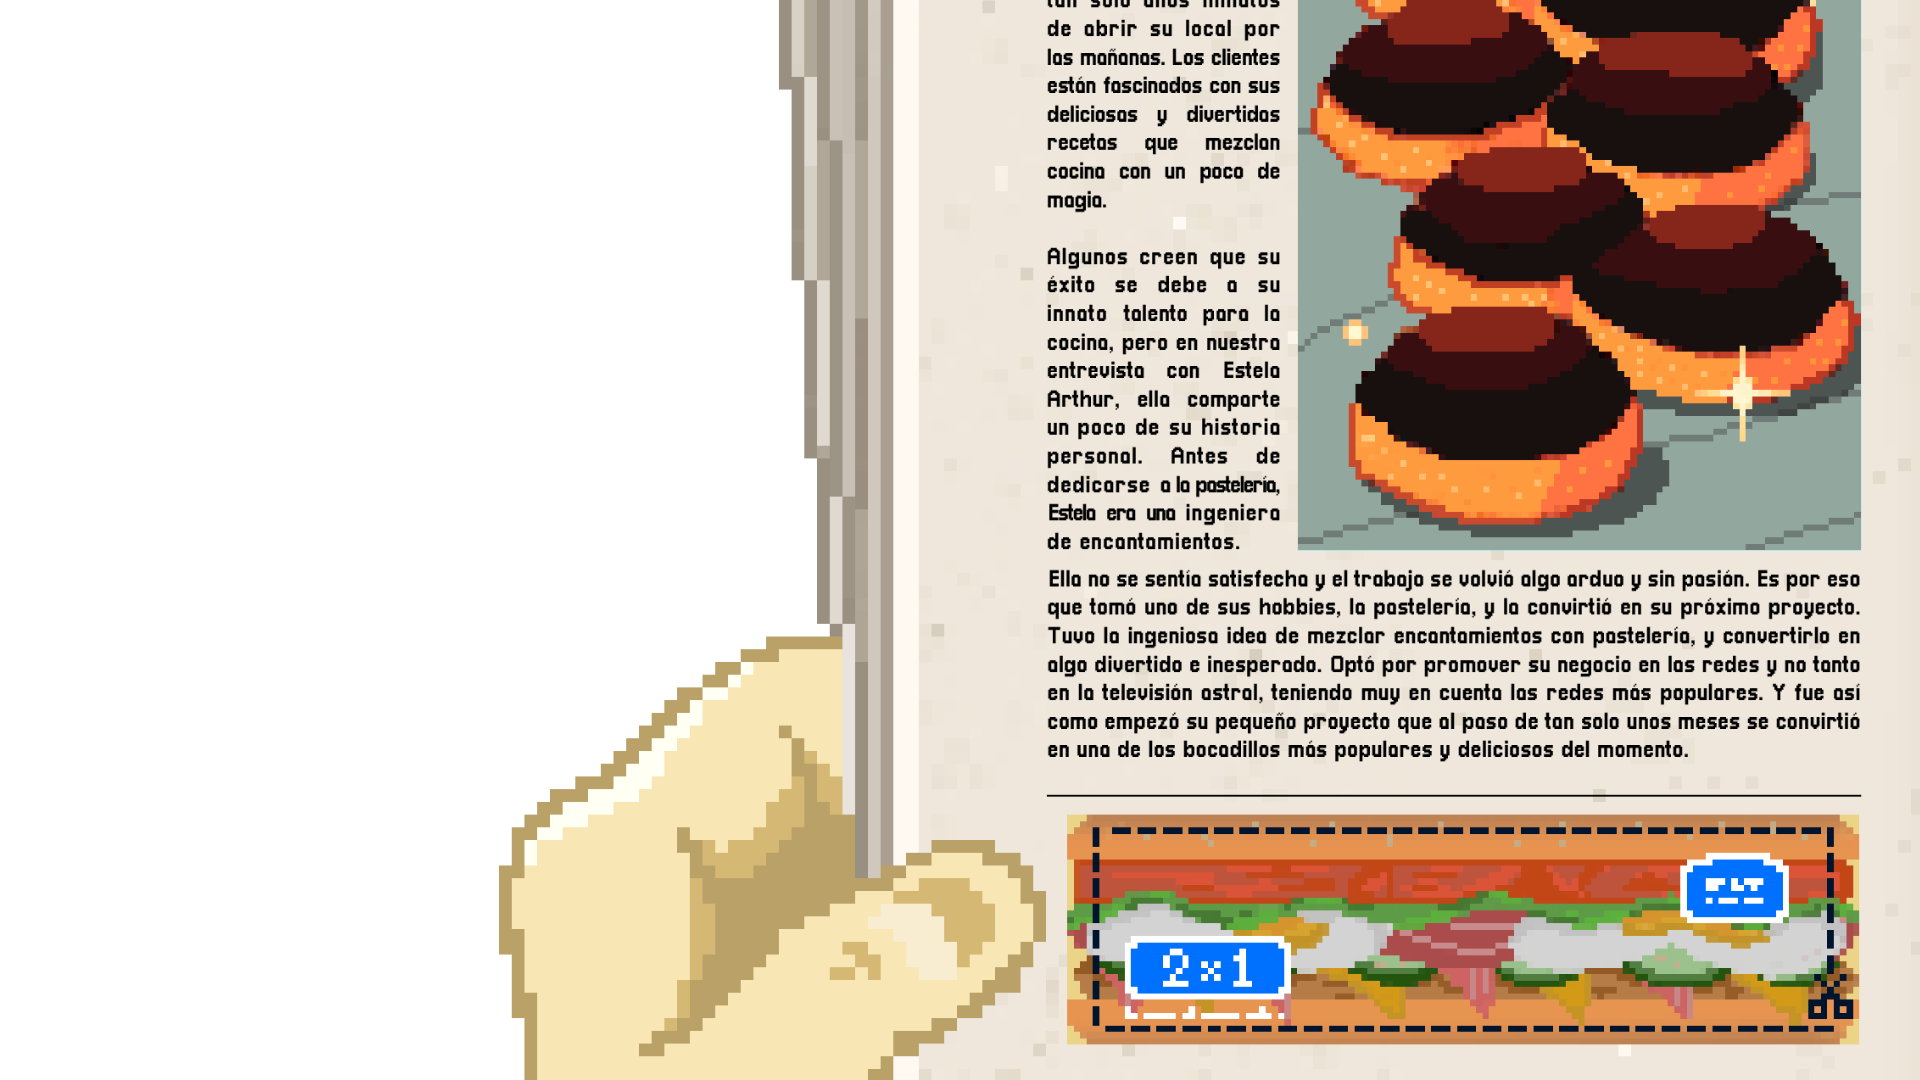 tan solo unos minutos
de abrir su local por
las mañanas. Los clientes
están fascinados con sus
deliciosas y divertidas
recetas que mezclan
cocina con un poco de
magia.
Algunos creen que su
éxito se debe a su
innato talento para la
cocina, pero en nuestra
entrevista con Estela
Arthur, ella comparte
un poco de su historia
personal. Antes de
dedicarse a la pastelería,
Estela era una ingeniera
de encantamientos.
Ella no se sentía satisfecha y el trabajo se volvió algo arduo y sin pasión. Es por eso
que tomó uno de sus hobbies, la pastelería, y la convirtió en su próximo proyecto.
Tuvo la ingeniosa idea de mezclar encantamientos con pastelería, y convertirlo en
algo divertido e inesperado. Optó por promover su negocio en las redes y no tanto
en la televisión astral, teniendo muy en cuenta las redes más populares. Y fue así
como empezó su pequeño proyecto que al paso de tan solo unos meses se convirtió
en uno de los bocadillos más populares y deliciosos del momento.
2x1